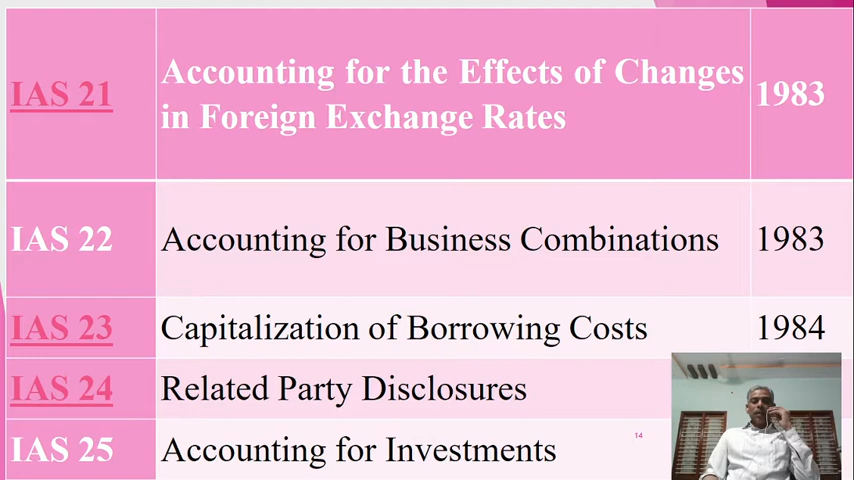 IAS 21 Accounting for the Effects of Changes in Foreign Exchange Rates 1983
IAS 22 Accounting for Business Combinations 1983
IAS 23 Capitalization of Borrowing Costs 1984
IAS 24 Related Party Disclosures
IAS 25 Accounting for Investments
14